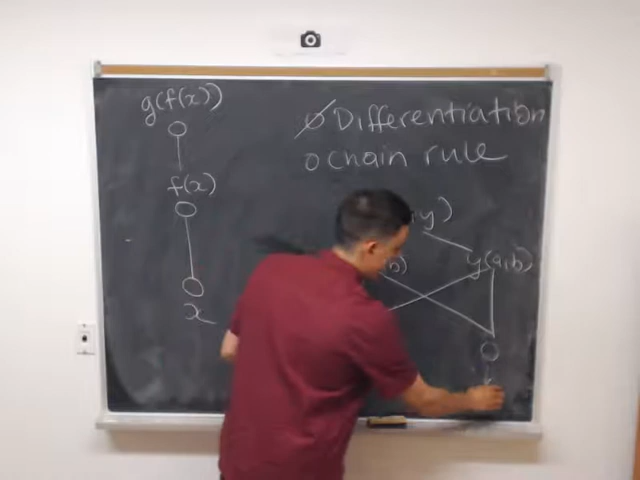 g(f(x))
Differentiation
chain rule
f(x)
y)
y(a,b)
b)
x